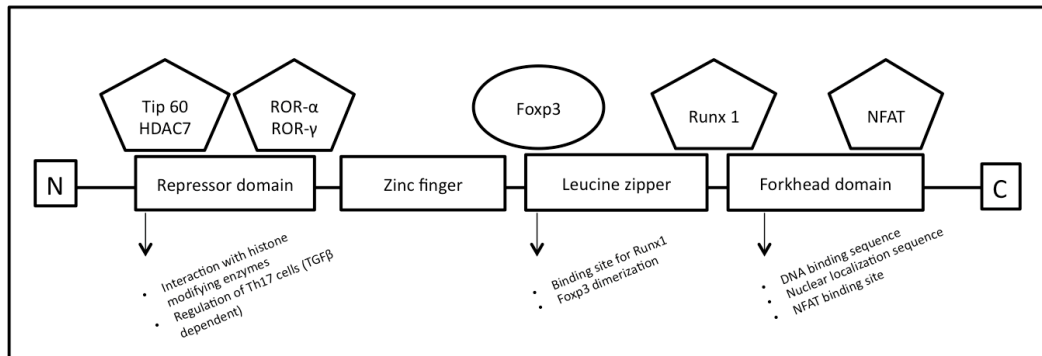 Tip 60
HDAC7
ROR-α
ROR-γ
Foxp3
Runx 1
NFAT
N
Repressor domain
Zinc finger
Leucine zipper
Forkhead domain
C
• Interaction with histone
modifying enzymes
• Regulation of Th17 cells (TGFβ
dependent)
• Binding site for Runx1
• Foxp3 dimerization
• DNA binding sequence
• Nuclear localization sequence
• NFAT binding site